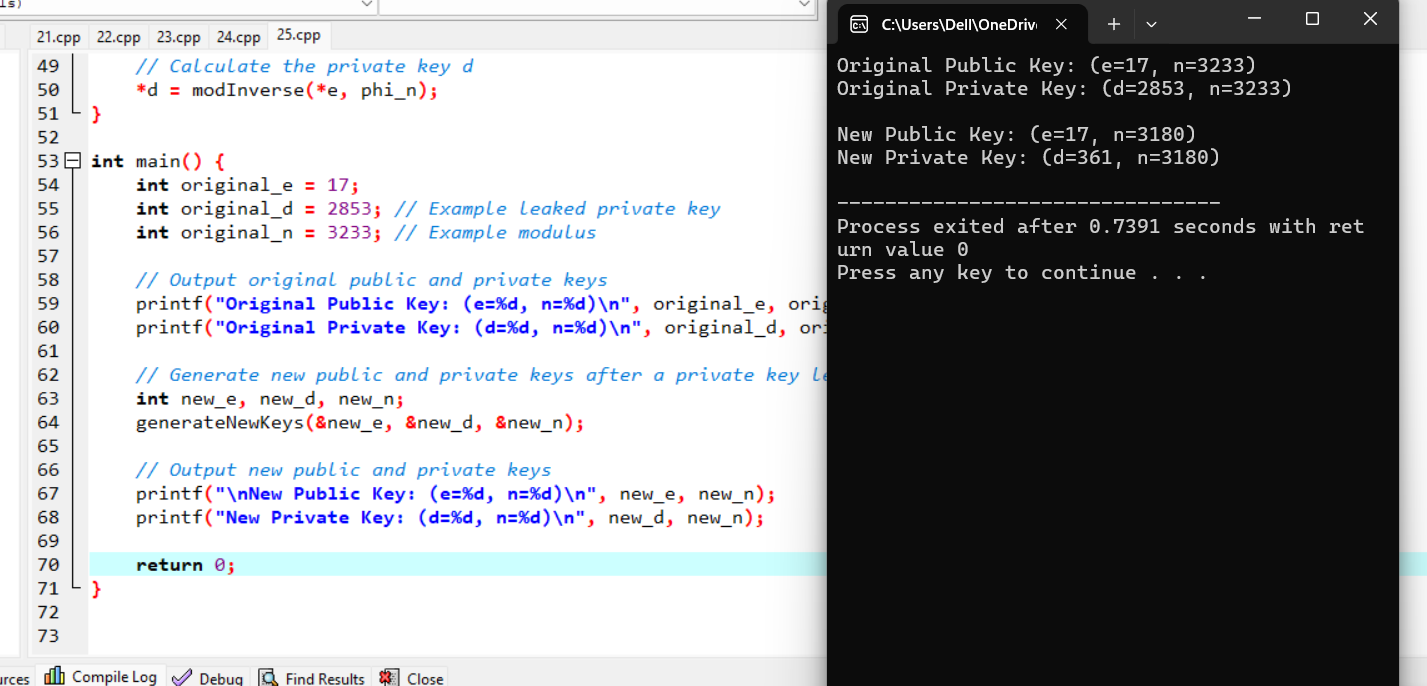 ls)
21.cpp 22.cpp 23.cpp 24.cpp 25.cpp
49 // Calculate the private key d
50 *d = modInverse(*e, phi_n);
51 }
52
53 int main() {
54 int original_e = 17;
55 int original_d = 2853; // Example leaked private key
56 int original_n = 3233; // Example modulus
57
58 // Output original public and private keys
59 printf("Original Public Key: (e=%d, n=%d)\n", original_e, orig
60 printf("Original Private Key: (d=%d, n=%d)\n", original_d, ori
61
62 // Generate new public and private keys after a private key le
63 int new_e, new_d, new_n;
64 generateNewKeys(&new_e, &new_d, &new_n);
65
66 // Output new public and private keys
67 printf("\nNew Public Key: (e=%d, n=%d)\n", new_e, new_n);
68 printf("New Private Key: (d=%d, n=%d)\n", new_d, new_n);
69
70 return 0;
71 }
72
73
urces Compile Log Debug Find Results Close
C:\Users\Dell\OneDriv
Original Public Key: (e=17, n=3233)
Original Private Key: (d=2853, n=3233)
New Public Key: (e=17, n=3180)
New Private Key: (d=361, n=3180)
--------------------------------
Process exited after 0.7391 seconds with ret
urn value 0
Press any key to continue . . .